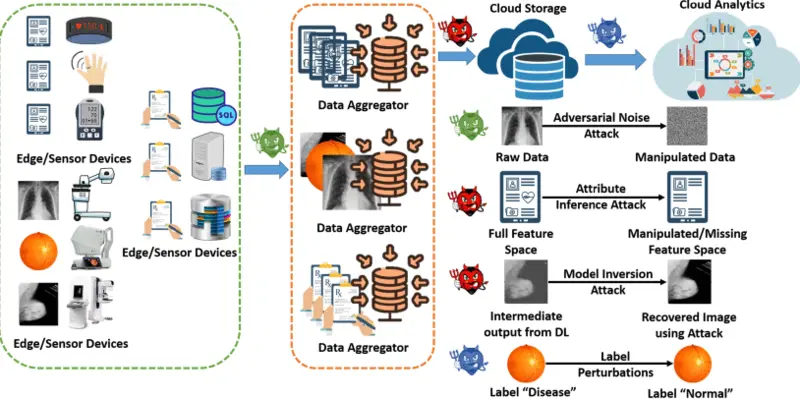 Edge/Sensor Devices
Edge/Sensor Devices
SQL
Edge/Sensor Devices
Data Aggregator
Data Aggregator
Data Aggregator
Cloud Storage
Cloud Analytics
Adversarial Noise
Attack
Raw Data
Manipulated Data
Attribute
Inference Attack
Full Feature
Space
Manipulated/Missing
Feature Space
Model Inversion
Attack
Intermediate
output from DL
Recovered Image
using Attack
Label
Perturbations
Label “Disease”
Label “Normal”